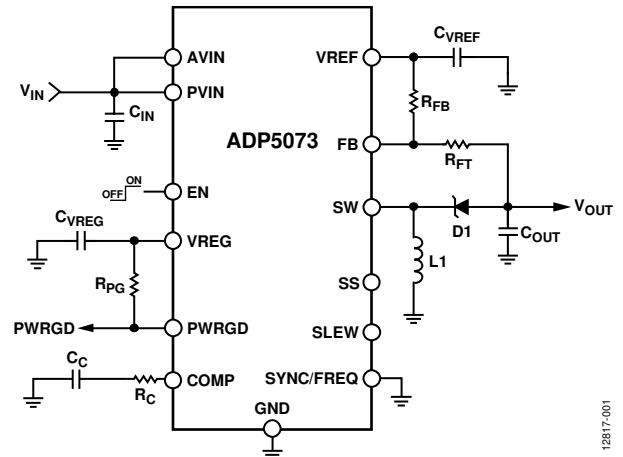 AVIN
VREF
CVREF
VIN
PVIN
CIN
RFB
ADP5073
FB
RFT
OFF ON
EN
SW
VOUT
CVREG
D1
COUT
VREG
L1
RPG
SS
PWRGD
PWRGD
SLEW
CC
COMP
SYNC/FREQ
RC
GND
12817-001